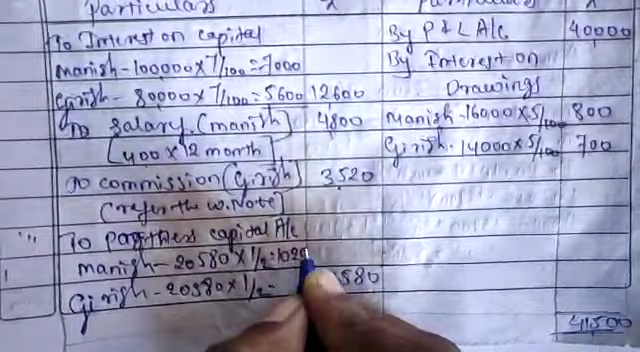 Particulars
To Interest on capital
Manish - 100000 x 7/100 = 7000
Girish - 80000 x 7/100 = 5600 12600
To salary (manish) 4800
[400 x 12 month]
To commission (Girish) 3520
(refer the w.Note)
To Partners capital A/c
manish - 20580 x 1/2 = 102
Girish - 20580 x 1/2 = 580
By P & L A/c 40000
By Interest on
Drawings
Manish - 16000 x 5/100 800
Girish - 14000 x 5/100 700
41500